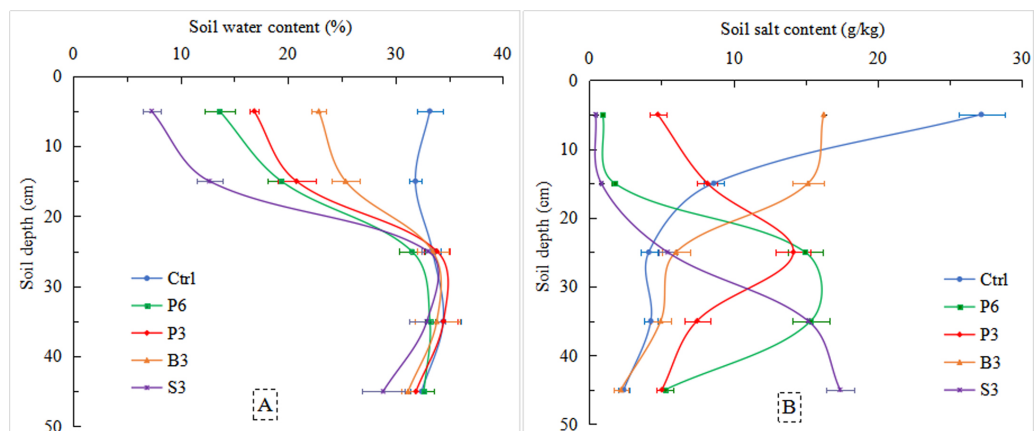 Soil water content (%)
0 10 20 30 40
0
10
20
30
40
50
Soil depth (cm)
Ctrl
P6
P3
B3
S3
A
Soil salt content (g/kg)
0 10 20 30
0
10
20
30
40
50
Soil depth (cm)
Ctrl
P6
P3
B3
S3
B